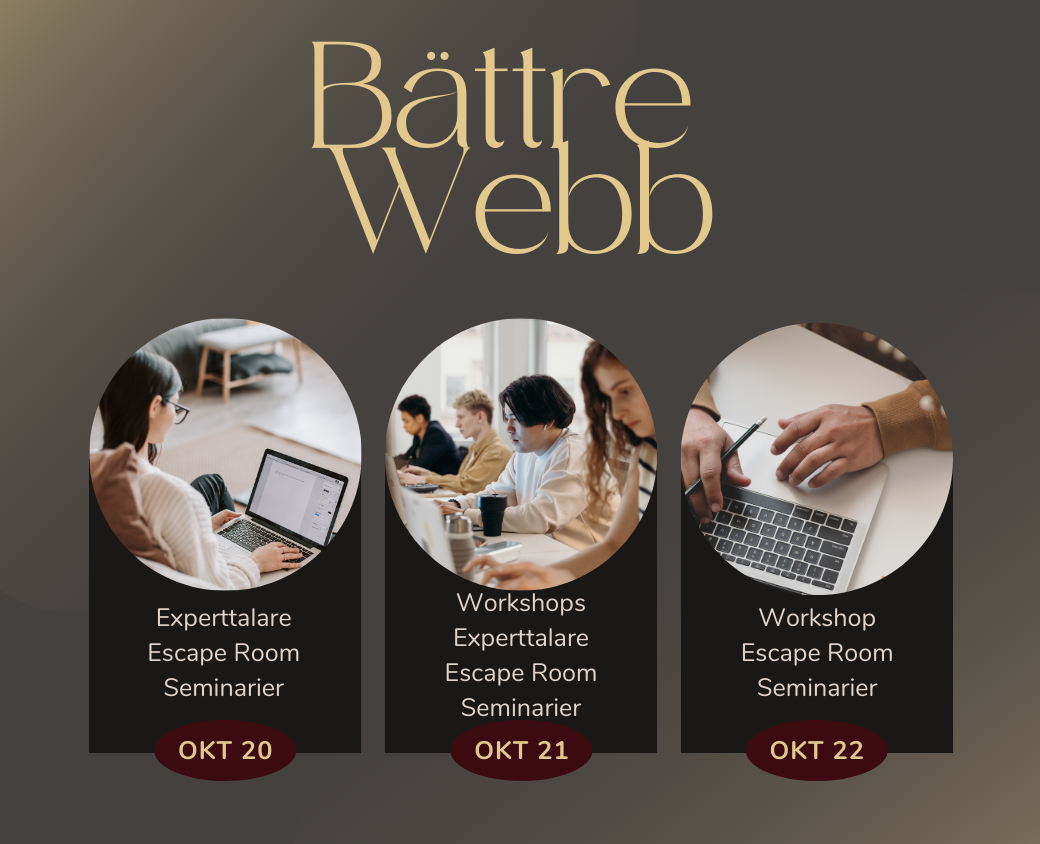 Bättre
Webb
Experttalare
Escape Room
Seminarier
OKT 20
Workshops
Experttalare
Escape Room
Seminarier
OKT 21
Workshop
Escape Room
Seminarier
OKT 22